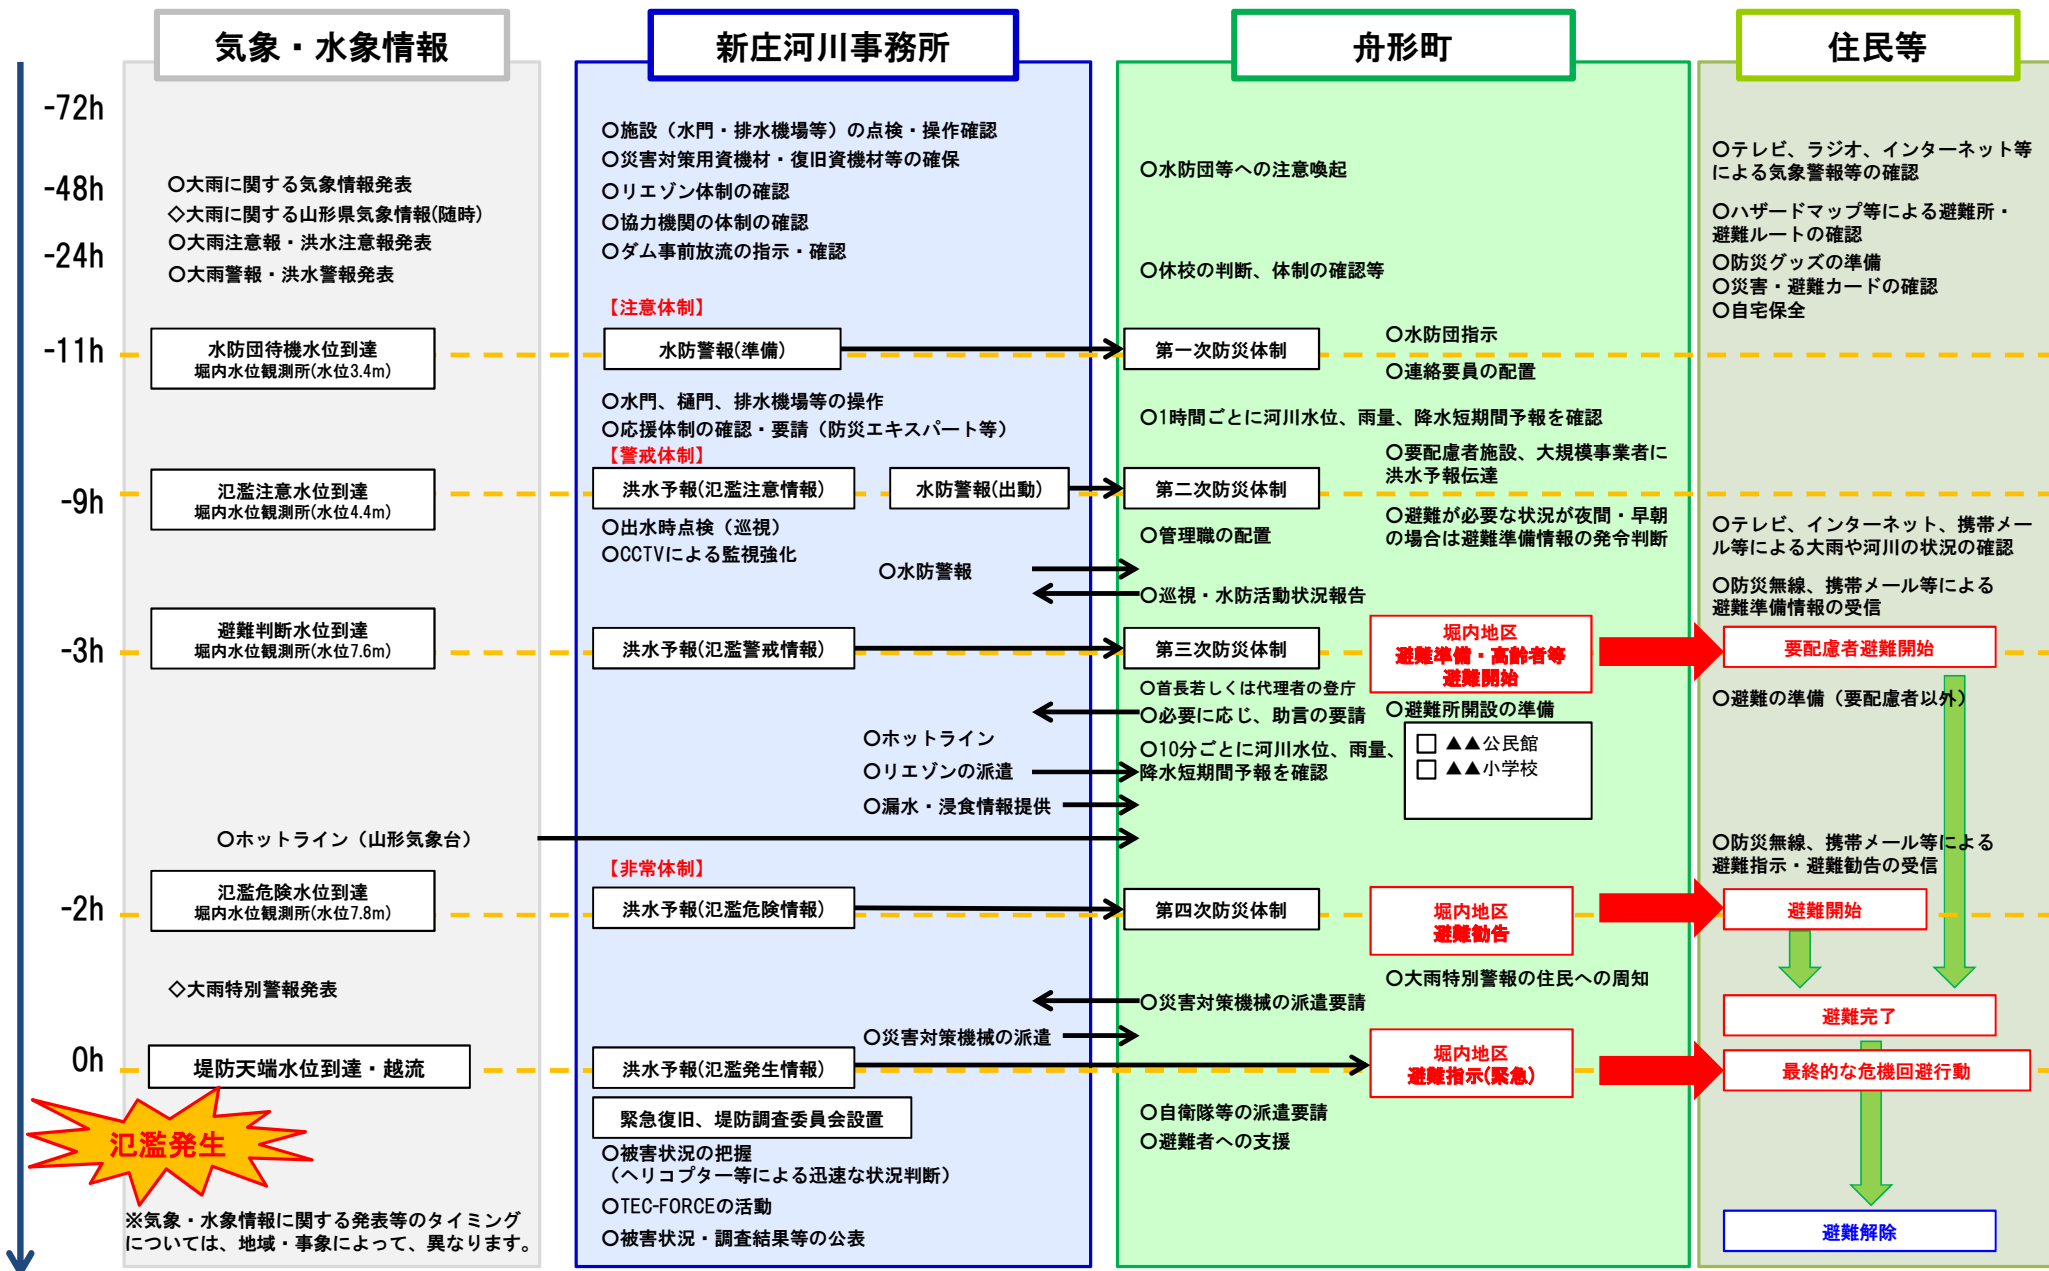 気象・水象情報
新庄河川事務所
舟形町
住民等
-72h
-48h
-24h
-11h
-9h
-3h
-2h
0h
○大雨に関する気象情報発表
◇大雨に関する山形県気象情報(随時)
○大雨注意報・洪水注意報発表
○大雨警報・洪水警報発表
水防団待機水位到達
堀内水位観測所(水位3.4m)
氾濫注意水位到達
堀内水位観測所(水位4.4m)
避難判断水位到達
堀内水位観測所(水位7.6m)
○ホットライン（山形気象台）
氾濫危険水位到達
堀内水位観測所(水位7.8m)
◇大雨特別警報発表
堤防天端水位到達・越流
氾濫発生
※気象・水象情報に関する発表等のタイミング
については、地域・事象によって、異なります。
○施設（水門・排水機場等）の点検・操作確認
○災害対策用資機材・復旧資機材等の確保
○リエゾン体制の確認
○協力機関の体制の確認
○ダム事前放流の指示・確認
【注意体制】
水防警報(準備)
○水門、樋門、排水機場等の操作
○応援体制の確認・要請（防災エキスパート等）
【警戒体制】
洪水予報(氾濫注意情報)
水防警報(出動)
○出水時点検（巡視）
○CCTVによる監視強化
○水防警報
洪水予報(氾濫警戒情報)
○ホットライン
○リエゾンの派遣
○漏水・浸食情報提供
【非常体制】
洪水予報(氾濫危険情報)
○災害対策機械の派遣
洪水予報(氾濫発生情報)
緊急復旧、堤防調査委員会設置
○被害状況の把握
（ヘリコプター等による迅速な状況判断）
○TEC-FORCEの活動
○被害状況・調査結果等の公表
○水防団等への注意喚起
○休校の判断、体制の確認等
第一次防災体制
○水防団指示
○連絡要員の配置
○1時間ごとに河川水位、雨量、降水短期間予報を確認
第二次防災体制
○要配慮者施設、大規模事業者に
洪水予報伝達
○管理職の配置
○避難が必要な状況が夜間・早朝
の場合は避難準備情報の発令判断
○巡視・水防活動状況報告
第三次防災体制
堀内地区
避難準備・高齢者等
避難開始
○首長若しくは代理者の登庁
○必要に応じ、助言の要請
○避難所開設の準備
○10分ごとに河川水位、雨量、
降水短期間予報を確認
□ ▲▲公民館
□ ▲▲小学校
第四次防災体制
堀内地区
避難勧告
○大雨特別警報の住民への周知
○災害対策機械の派遣要請
堀内地区
避難指示(緊急)
○自衛隊等の派遣要請
○避難者への支援
○テレビ、ラジオ、インターネット等
による気象警報等の確認
○ハザードマップ等による避難所・
避難ルートの確認
○防災グッズの準備
○災害・避難カードの確認
○自宅保全
○テレビ、インターネット、携帯メー
ル等による大雨や河川の状況の確認
○防災無線、携帯メール等による
避難準備情報の受信
要配慮者避難開始
○避難の準備（要配慮者以外）
○防災無線、携帯メール等による
避難指示・避難勧告の受信
避難開始
避難完了
最終的な危機回避行動
避難解除